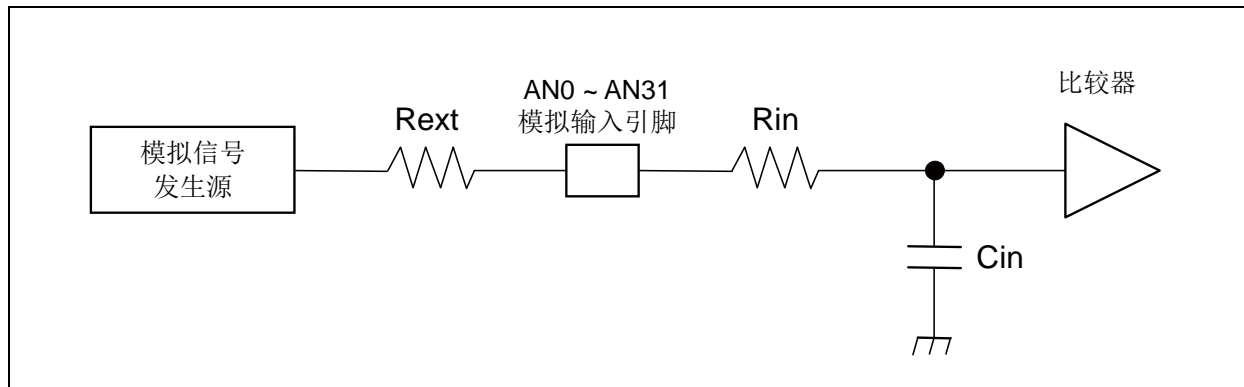 模拟信号
发生源
Rext
AN0 ~ AN31
模拟输入引脚
Rin
Cin
比较器